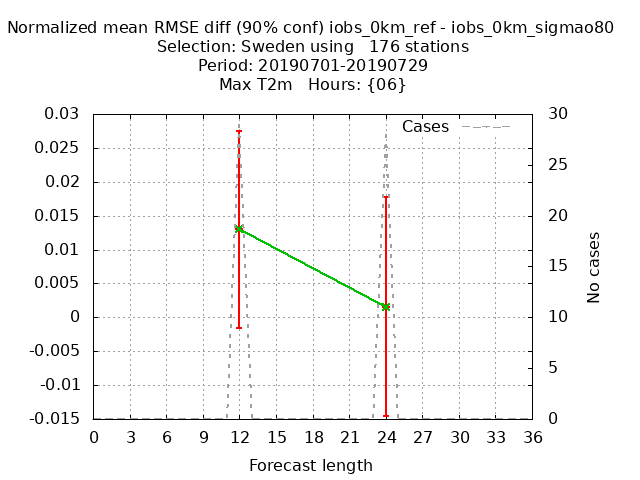 Normalized mean RMSE diff (90% conf) iobs_0km_ref - iobs_0km_sigmao80
Selection: Sweden using   176 stations
Period: 20190701-20190729
Max T2m   Hours: {06}
Cases
0.03
0.025
0.02
0.015
0.01
0.005
0
-0.005
-0.01
-0.015
30
25
20
15
10
5
0
No cases
0 3 6 9 12 15 18 21 24 27 30 33 36
Forecast length